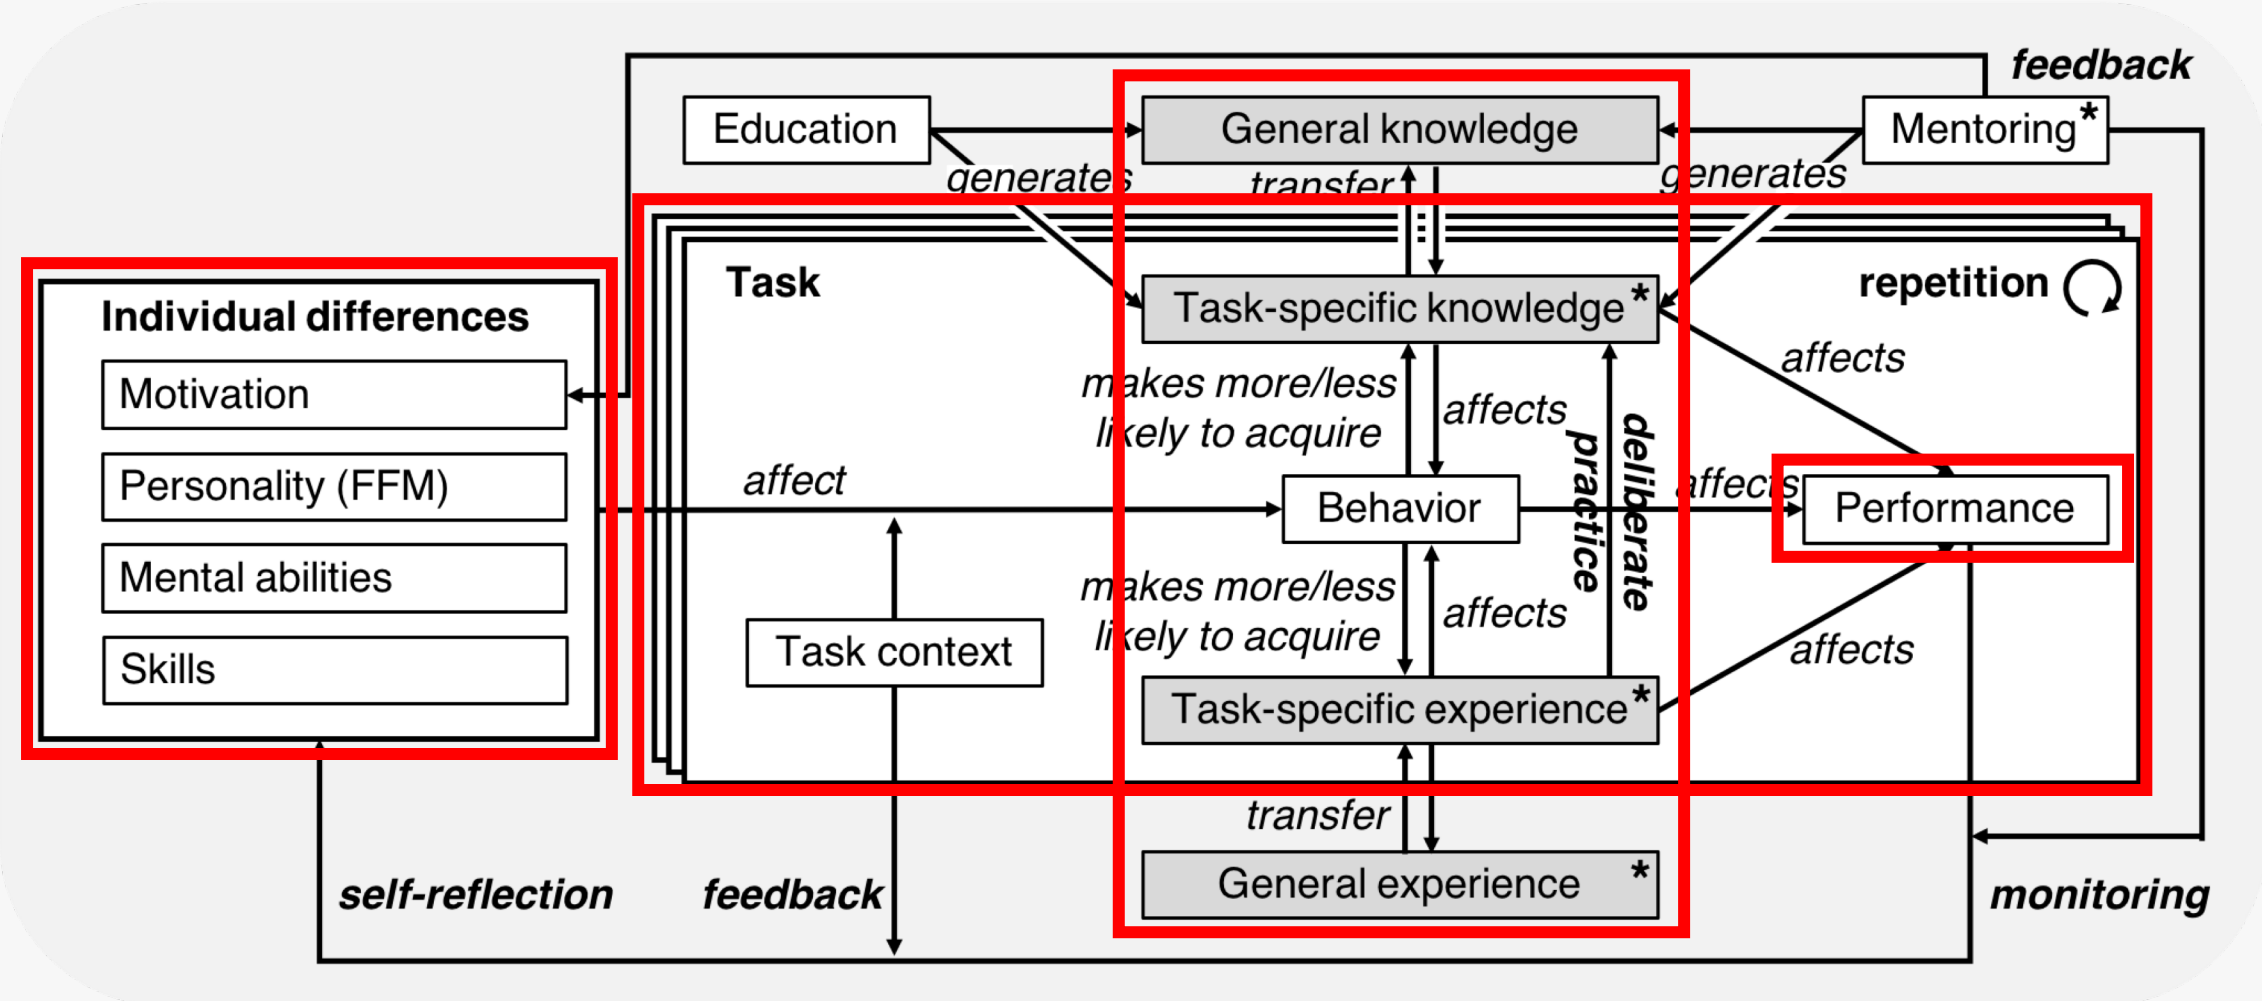 feedback
Education
General knowledge
Mentoring*
generates
transfer
generates
Task
repetition
Task-specific knowledge*
Individual differences
Motivation
Personality (FFM)
Mental abilities
Skills
makes more/less
likely to acquire
affects
affects
deliberate
practice
affect
Behavior
affects
Performance
makes more/less
likely to acquire
affects
Task context
affects
Task-specific experience*
transfer
General experience *
self-reflection
feedback
monitoring